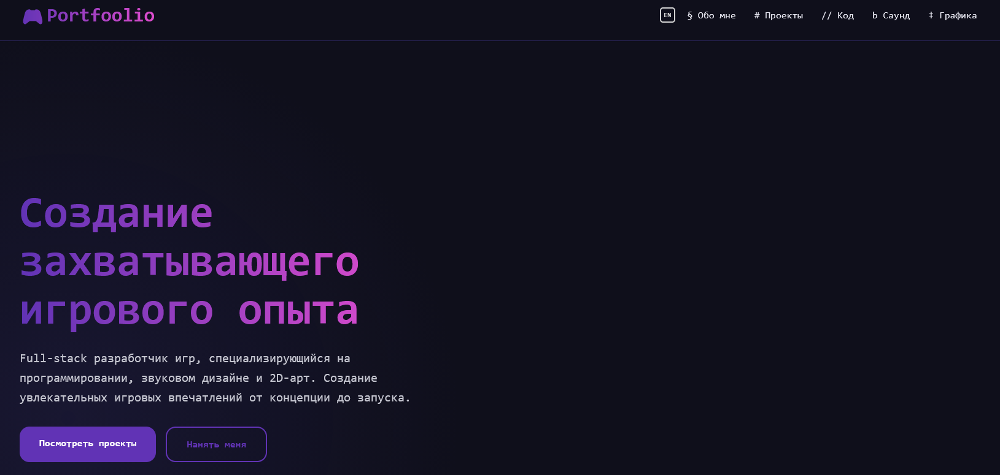 Portfoolio
EN § Обо мне # Проекты // Код b Саунд ‡ Графика
Создание
захватывающего
игрового опыта
Full-stack разработчик игр, специализирующийся на
программировании, звуковом дизайне и 2D-арт. Создание
увлекательных игровых впечатлений от концепции до запуска.
Посмотреть проекты Нанять меня